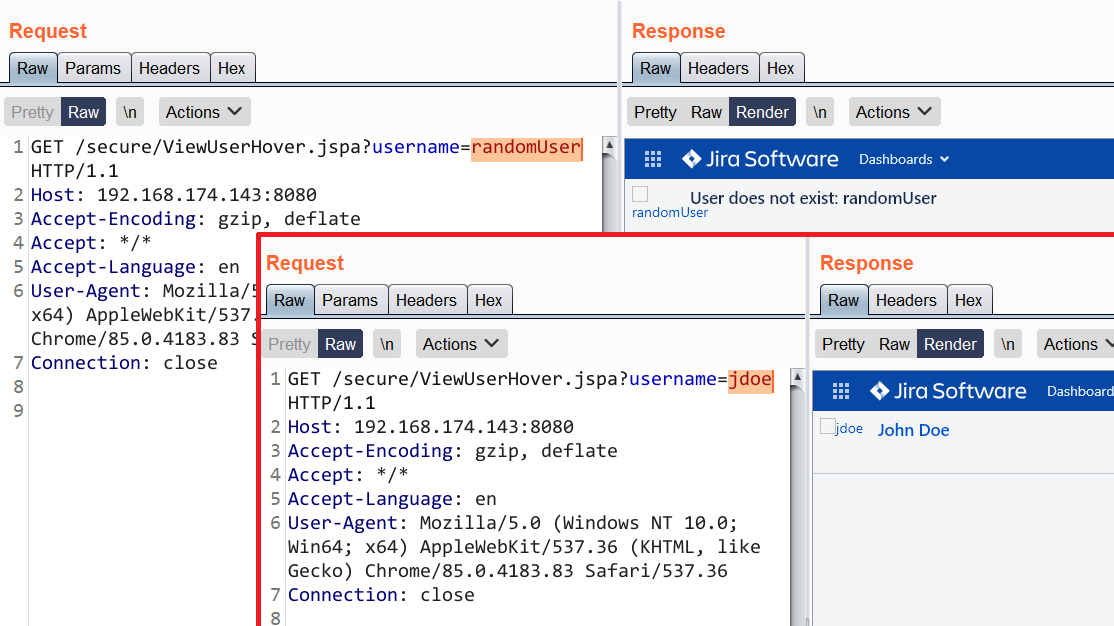 Request
Raw Params Headers Hex
Pretty Raw \n Actions
1 GET /secure/ViewUserHover.jspa?username=randomUser
HTTP/1.1
2 Host: 192.168.174.143:8080
3 Accept-Encoding: gzip, deflate
4 Accept: */*
5 Accept-Language: en
6 User-Agent: Mozilla/5
x64) AppleWebKit/537.
Chrome/85.0.4183.83 S
7 Connection: close
8
9
Response
Raw Headers Hex
Pretty Raw Render \n Actions
Jira Software Dashboards
User does not exist: randomUser
randomUser
Request
Raw Params Headers Hex
Pretty Raw \n Actions
1 GET /secure/ViewUserHover.jspa?username=jdoe
HTTP/1.1
2 Host: 192.168.174.143:8080
3 Accept-Encoding: gzip, deflate
4 Accept: */*
5 Accept-Language: en
6 User-Agent: Mozilla/5.0 (Windows NT 10.0;
Win64; x64) AppleWebKit/537.36 (KHTML, like
Gecko) Chrome/85.0.4183.83 Safari/537.36
7 Connection: close
8
Response
Raw Headers Hex
Pretty Raw Render \n Actions
Jira Software Dashboard
jdoe John Doe